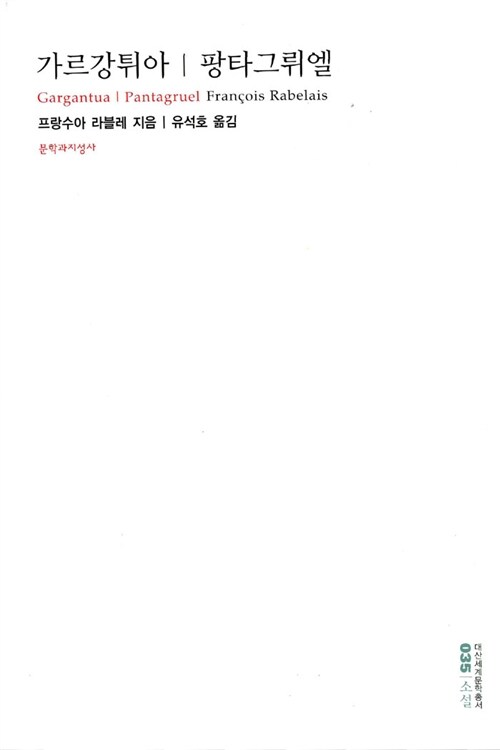 가르강튀아 | 팡타그뤼엘
Gargantua | Pantagruel François Rabelais
프랑수아 라블레 지음 | 유석호 옮김
문학과지성사
대산세계문학총서
035 | 소설